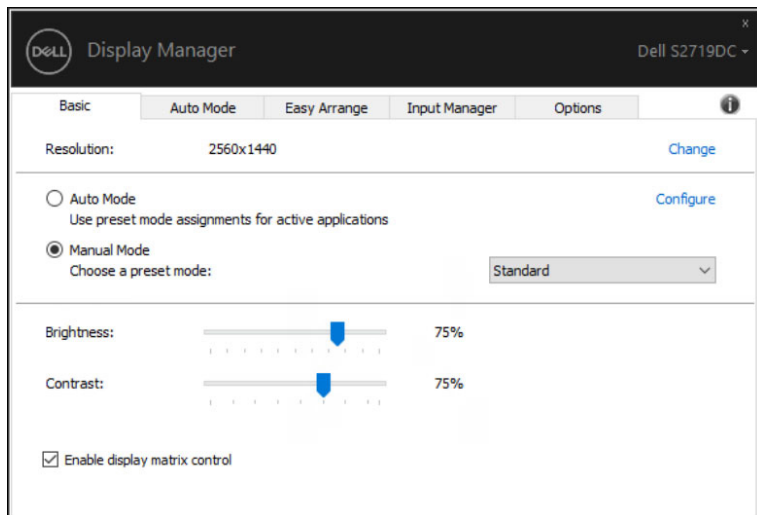 x
DELL Display Manager Dell S2719DC
Basic Auto Mode Easy Arrange Input Manager Options i
Resolution: 2560x1440 Change
Auto Mode Configure
Use preset mode assignments for active applications
Manual Mode
Choose a preset mode: Standard
Brightness: 75%
Contrast: 75%
Enable display matrix control